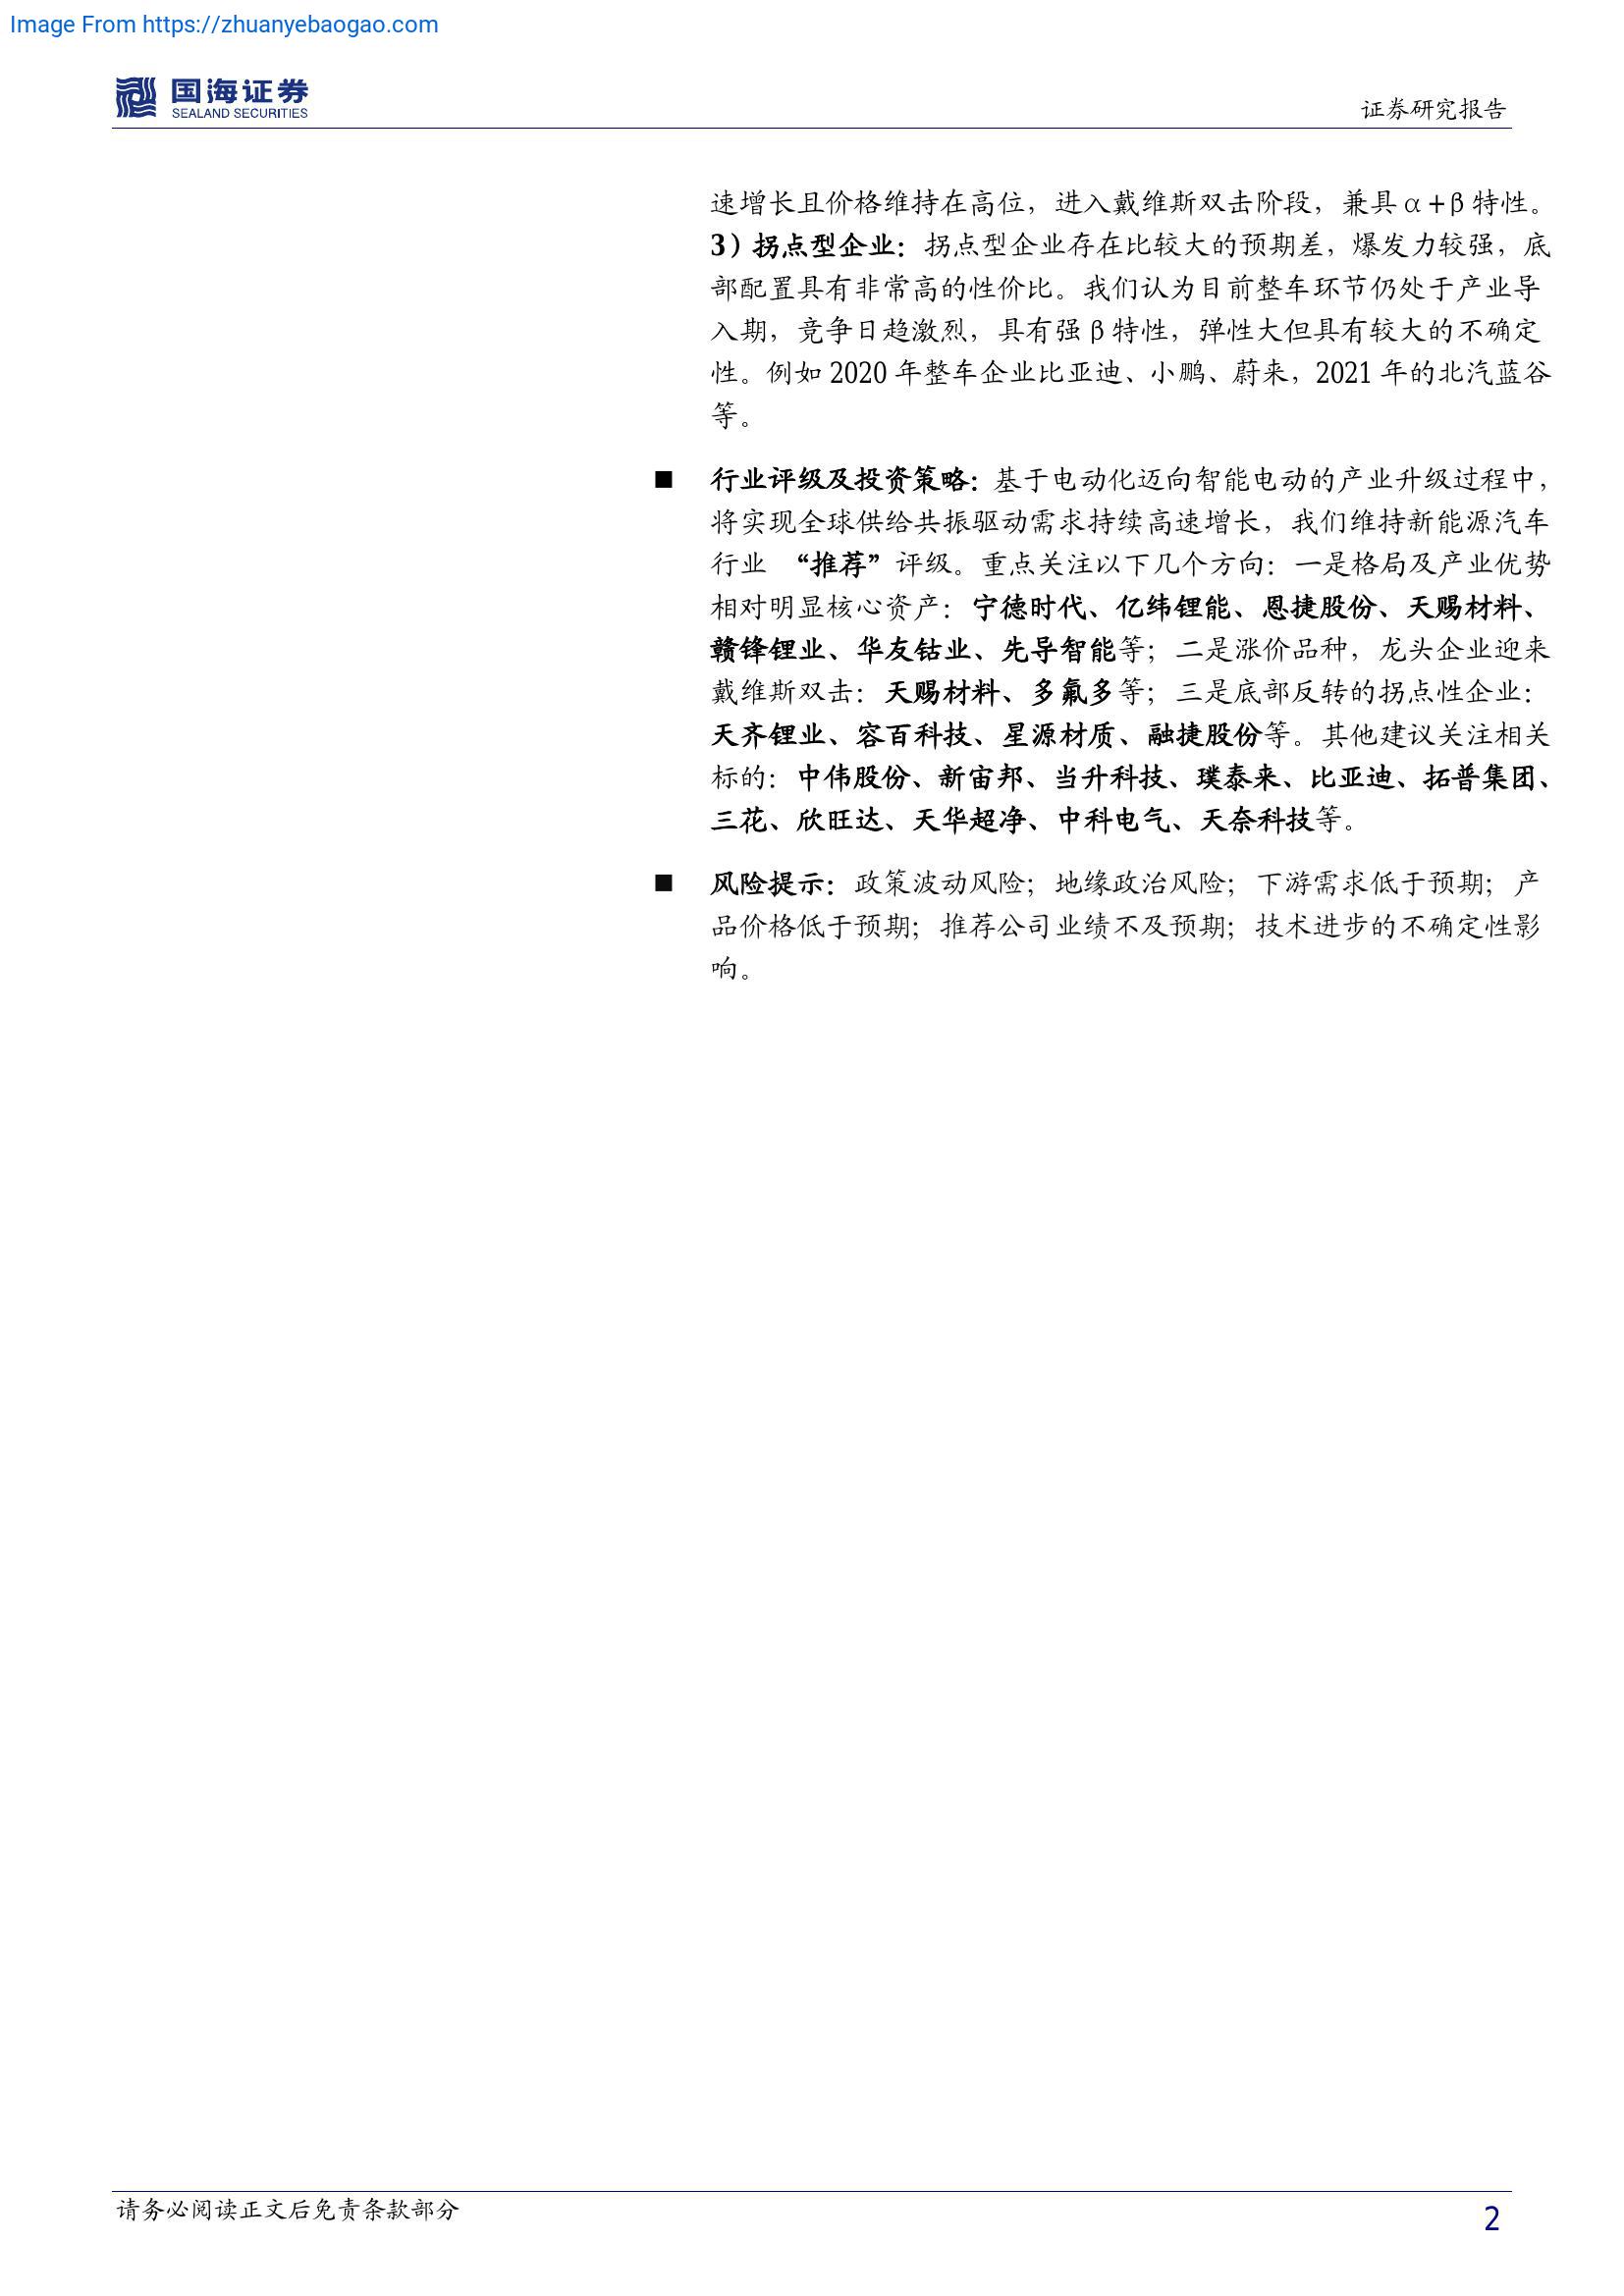 Image From https://zhuanyebaogao.com
国海证券
SEALAND SECURITIES
证券研究报告
速增长且价格维持在高位，进入戴维斯双击阶段，兼具α+β特性。
3）拐点型企业：拐点型企业存在比较大的预期差，爆发力较强，底
部配置具有非常高的性价比。我们认为目前整车环节仍处于产业导
入期，竞争日趋激烈，具有强β特性，弹性大但具有较大的不确定
性。例如 2020 年整车企业比亚迪、小鹏、蔚来，2021 年的北汽蓝谷
等。
■ 行业评级及投资策略：基于电动化迈向智能电动的产业升级过程中，
将实现全球供给共振驱动需求持续高速增长，我们维持新能源汽车
行业 “推荐”评级。重点关注以下几个方向：一是格局及产业优势
相对明显核心资产：宁德时代、亿纬锂能、恩捷股份、天赐材料、
赣锋锂业、华友钴业、先导智能等；二是涨价品种，龙头企业迎来
戴维斯双击：天赐材料、多氟多等；三是底部反转的拐点性企业：
天齐锂业、容百科技、星源材质、融捷股份等。其他建议关注相关
标的：中伟股份、新宙邦、当升科技、璞泰来、比亚迪、拓普集团、
三花、欣旺达、天华超净、中科电气、天奈科技等。
■ 风险提示：政策波动风险；地缘政治风险；下游需求低于预期；产
品价格低于预期；推荐公司业绩不及预期；技术进步的不确定性影
响。
请务必阅读正文后免责条款部分
2